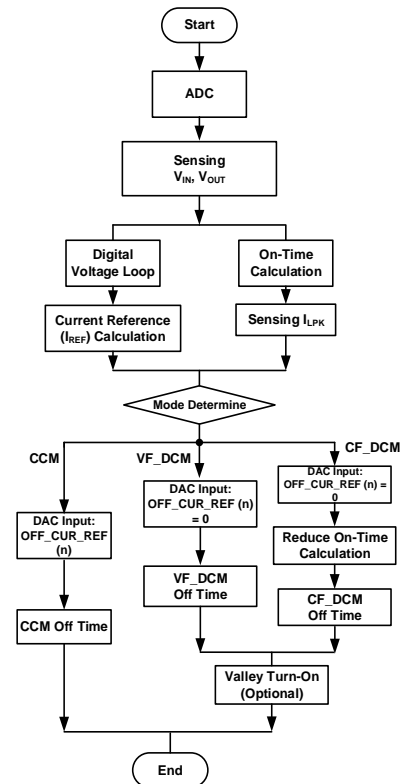 Start
ADC
Sensing
VIN, VOUT
Digital
Voltage Loop
On-Time
Calculation
Current Reference
(IREF) Calculation
Sensing ILPK
Mode Determine
CCM
VF_DCM
CF_DCM
DAC Input:
OFF_CUR_REF
(n)
DAC Input:
OFF_CUR_REF (n)
= 0
DAC Input:
OFF_CUR_REF (n) =
0
Reduce On-Time
Calculation
CCM Off Time
VF_DCM
Off Time
CF_DCM
Off Time
Valley Turn-On
(Optional)
End